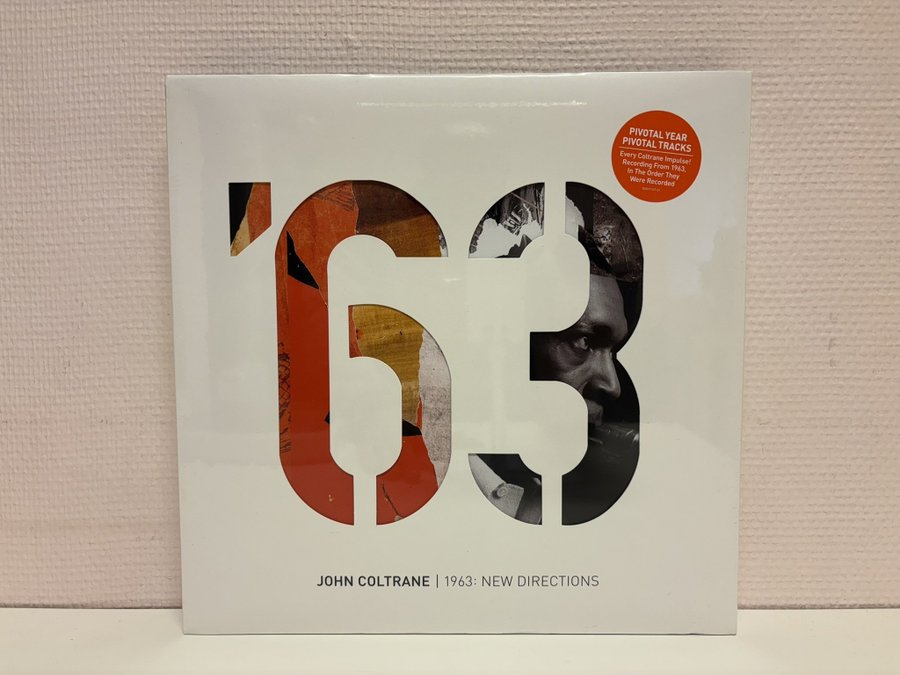 PIVOTAL YEAR
PIVOTAL TRACKS
Every Coltrane Impulse!
Recording From 1963,
In The Order They
Were Recorded
'63
JOHN COLTRANE | 1963: NEW DIRECTIONS